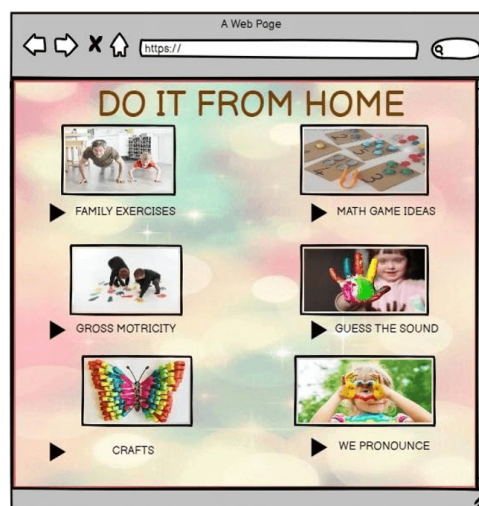 A Web Page
https://
DO IT FROM HOME
FAMILY EXERCISES
MATH GAME IDEAS
GROSS MOTRICITY
GUESS THE SOUND
CRAFTS
WE PRONOUNCE